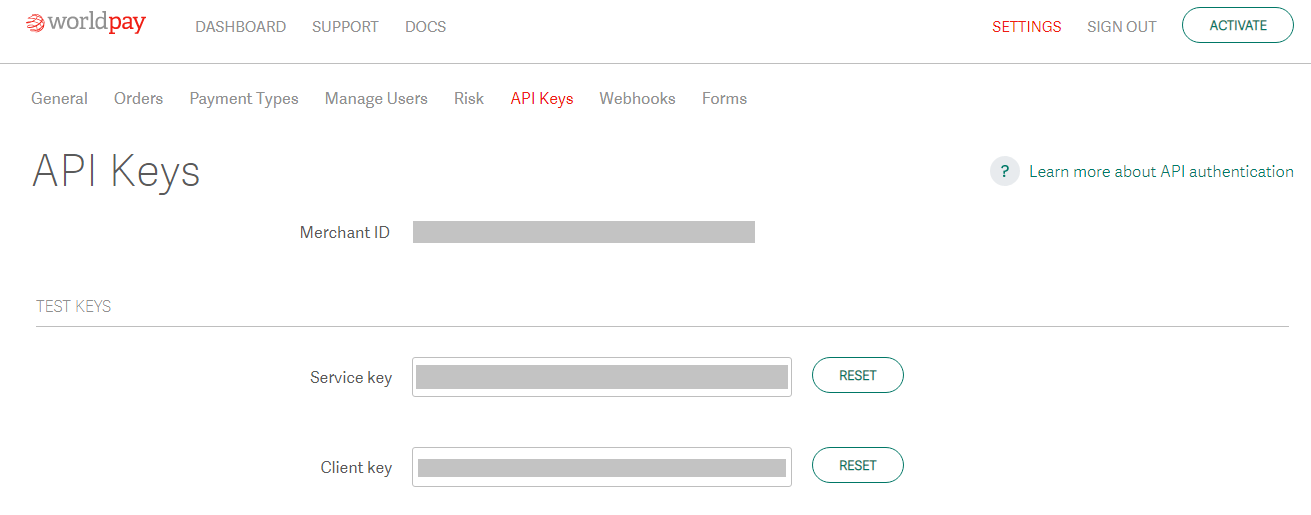 worldpay DASHBOARD SUPPORT DOCS SETTINGS SIGN OUT ACTIVATE
General Orders Payment Types Manage Users Risk API Keys Webhooks Forms
API Keys ? Learn more about API authentication
Merchant ID
TEST KEYS
Service key RESET
Client key RESET